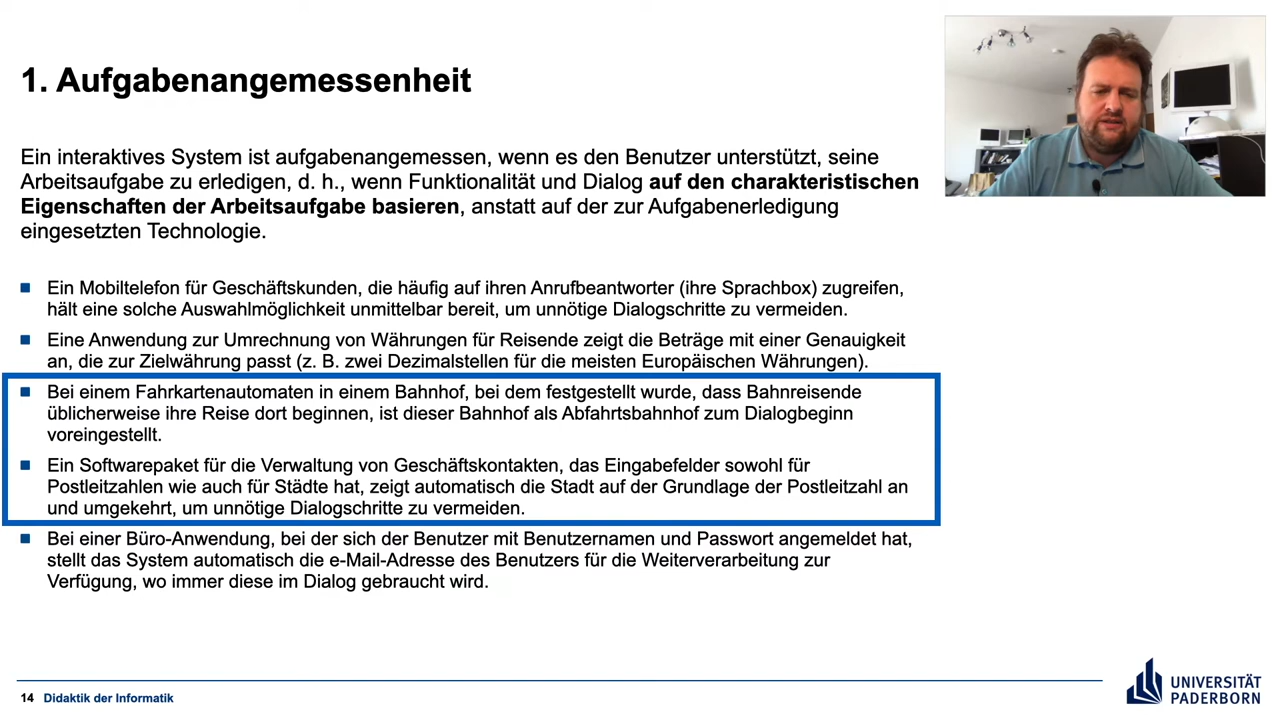 1. Aufgabenangemessenheit
Ein interaktives System ist aufgabenangemessen, wenn es den Benutzer unterstützt, seine
Arbeitsaufgabe zu erledigen, d. h., wenn Funktionalität und Dialog auf den charakteristischen
Eigenschaften der Arbeitsaufgabe basieren, anstatt auf der zur Aufgabenerledigung
eingesetzten Technologie.
Ein Mobiltelefon für Geschäftskunden, die häufig auf ihren Anrufbeantworter (ihre Sprachbox) zugreifen,
hält eine solche Auswahlmöglichkeit unmittelbar bereit, um unnötige Dialogschritte zu vermeiden.
Eine Anwendung zur Umrechnung von Währungen für Reisende zeigt die Beträge mit einer Genauigkeit
an, die zur Zielwährung passt (z. B. zwei Dezimalstellen für die meisten Europäischen Währungen).
Bei einem Fahrkartenautomaten in einem Bahnhof, bei dem festgestellt wurde, dass Bahnreisende
üblicherweise ihre Reise dort beginnen, ist dieser Bahnhof als Abfahrtsbahnhof zum Dialogbeginn
voreingestellt.
Ein Softwarepaket für die Verwaltung von Geschäftskontakten, das Eingabefelder sowohl für
Postleitzahlen wie auch für Städte hat, zeigt automatisch die Stadt auf der Grundlage der Postleitzahl an
und umgekehrt, um unnötige Dialogschritte zu vermeiden.
Bei einer Büro-Anwendung, bei der sich der Benutzer mit Benutzernamen und Passwort angemeldet hat,
stellt das System automatisch die e-Mail-Adresse des Benutzers für die Weiterverarbeitung zur
Verfügung, wo immer diese im Dialog gebraucht wird.
14 Didaktik der Informatik
UNIVERSITÄT
PADERBORN